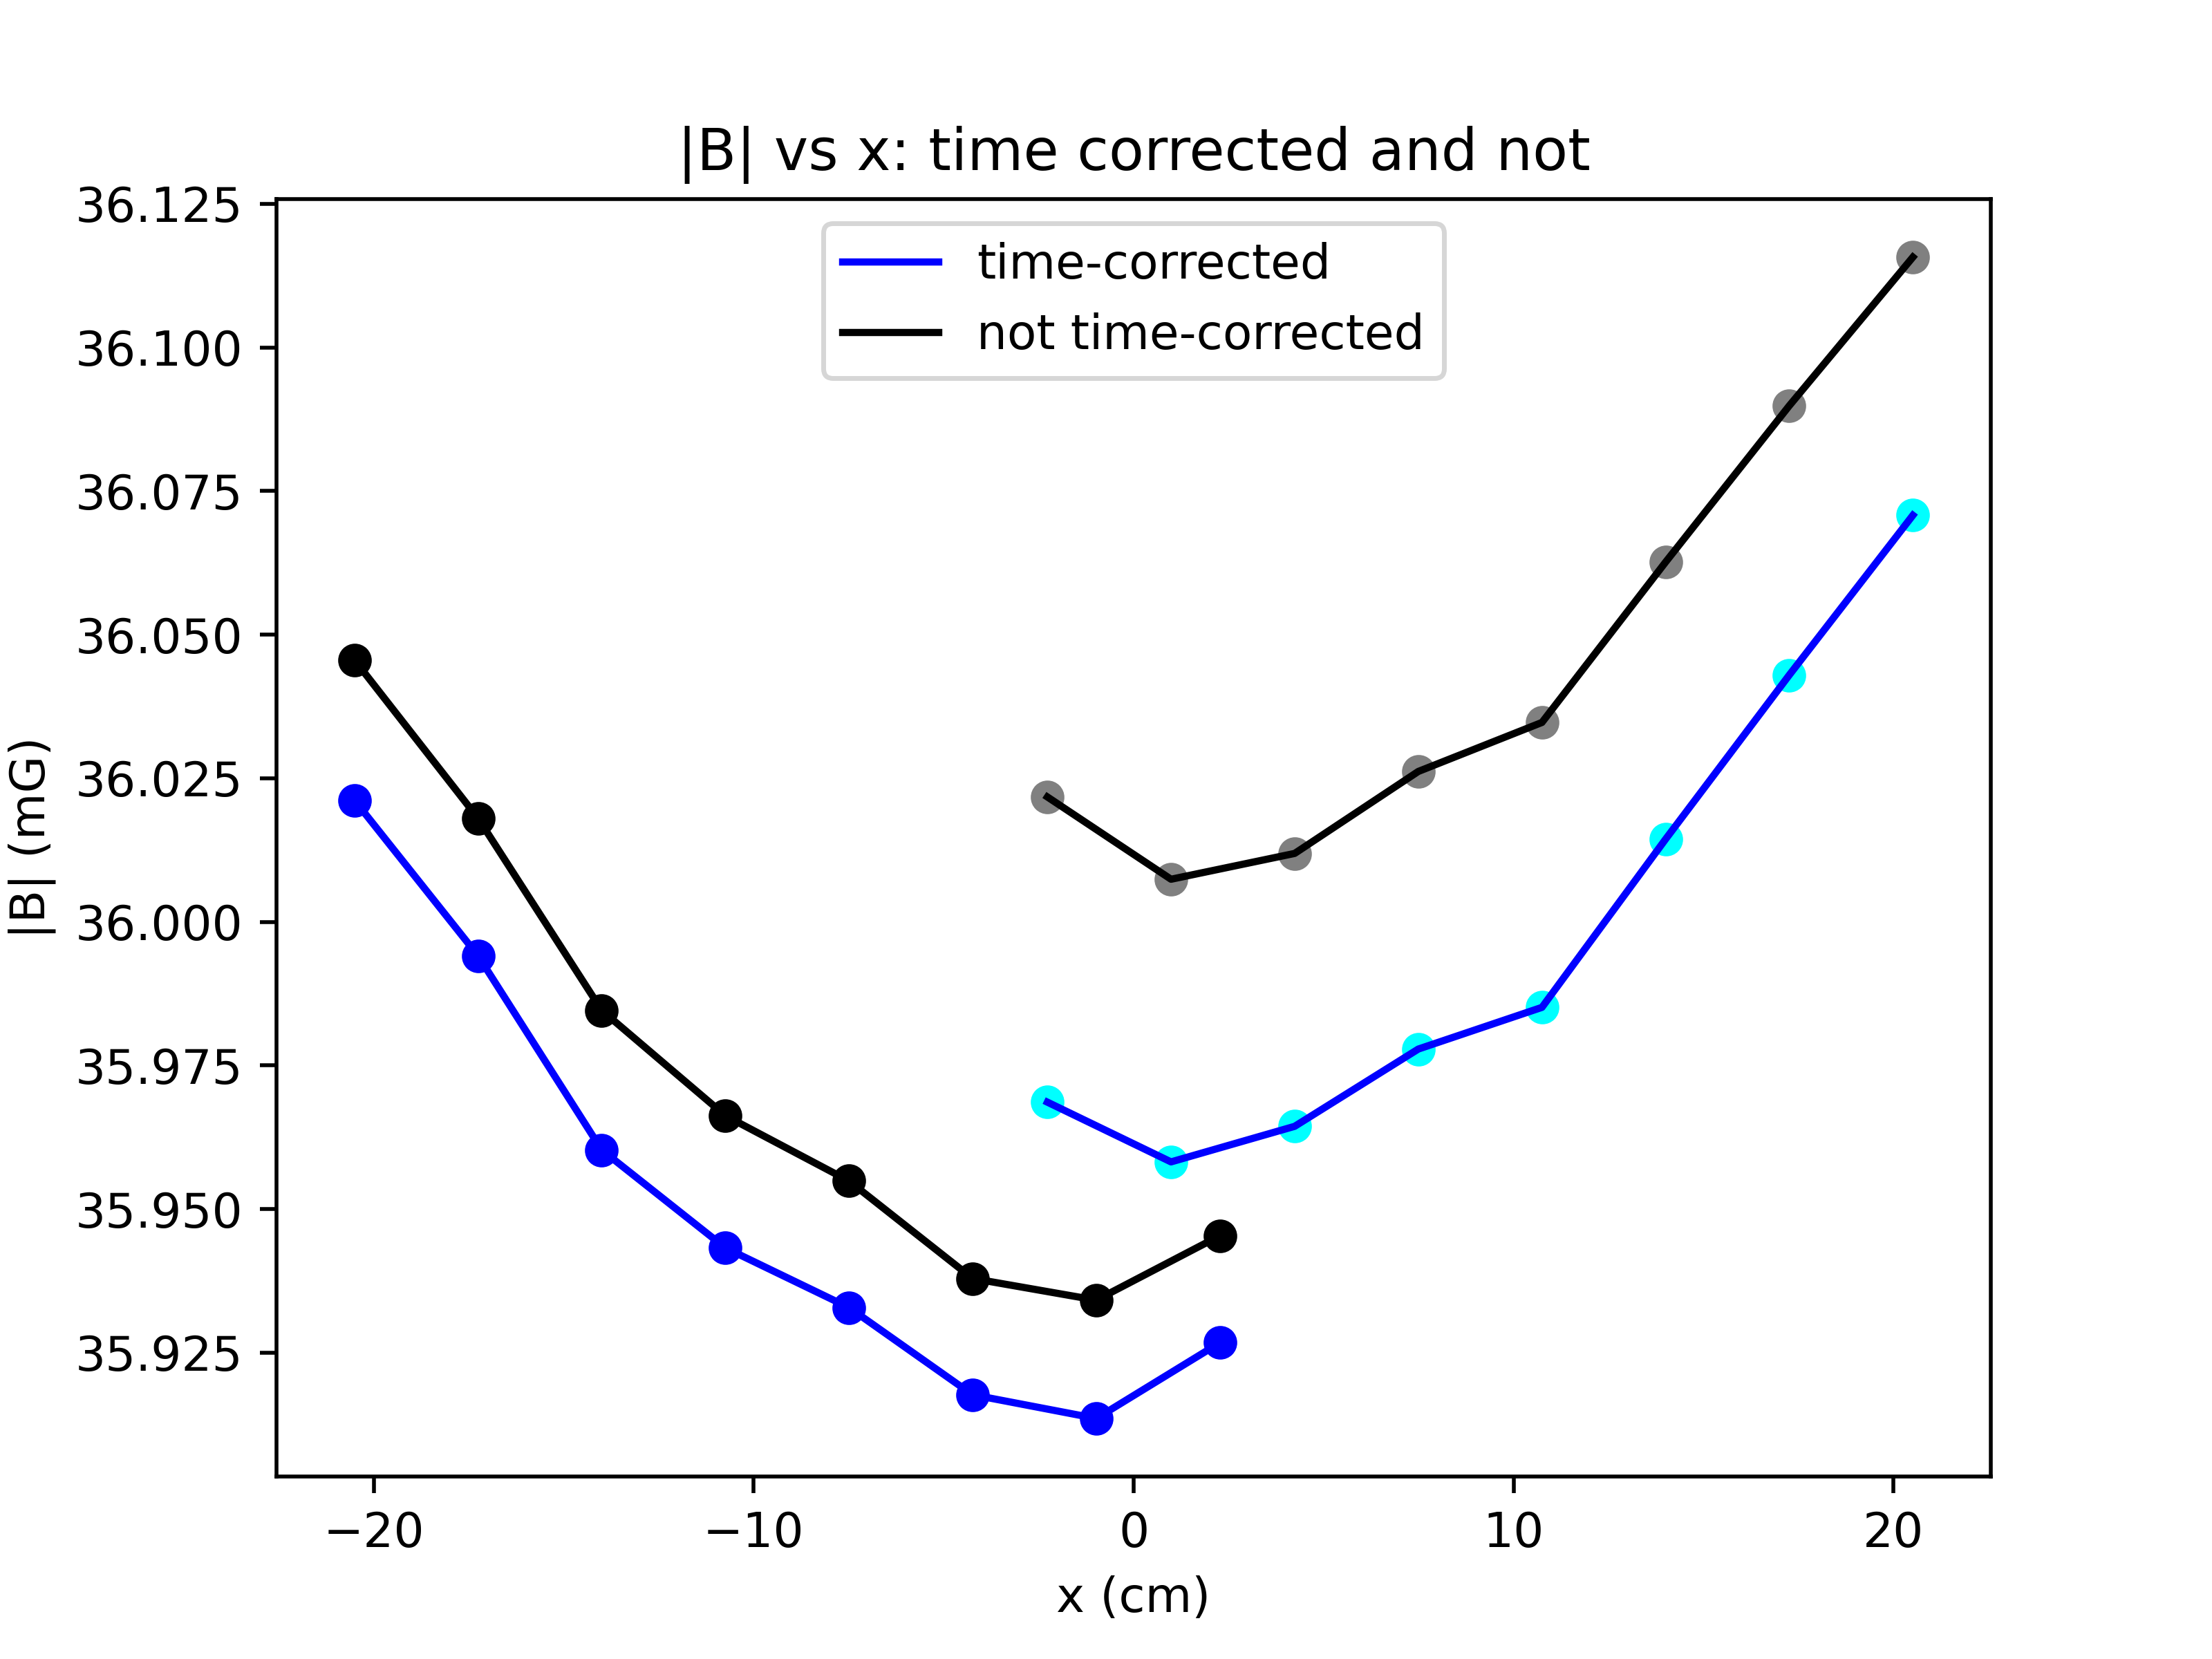 |B| vs x: time corrected and not
time-corrected
not time-corrected
36.125
36.100
36.075
36.050
36.025
36.000
35.975
35.950
35.925
|B| (mG)
−20 −10 0 10 20
x (cm)